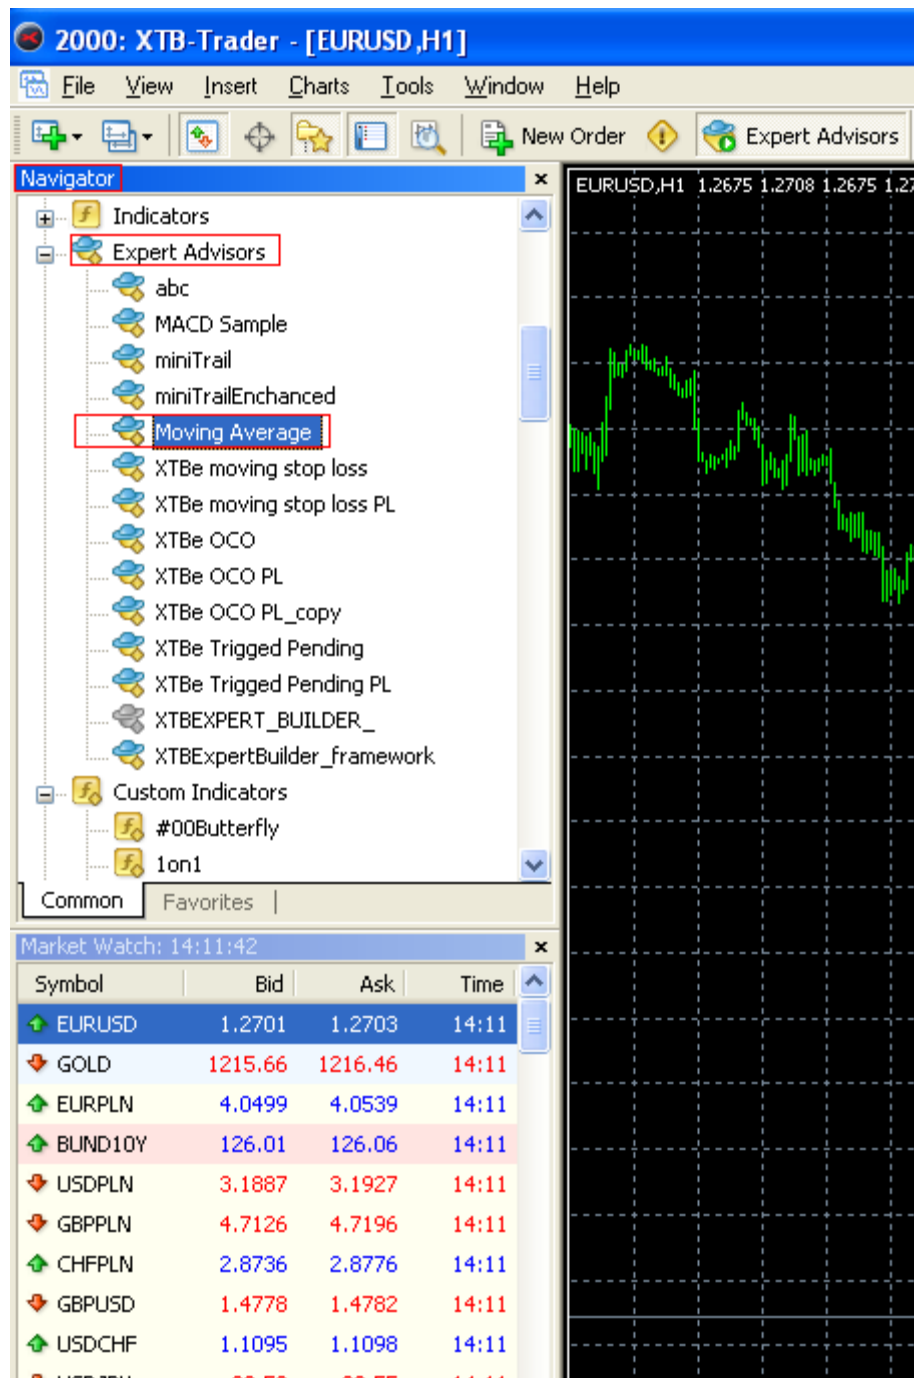 2000: XTB-Trader - [EURUSD,H1]
File View Insert Charts Tools Window Help
New Order Expert Advisors
Navigator
EURUSD,H1 1.2675 1.2708 1.2675
Indicators
Expert Advisors
abc
MACD Sample
miniTrail
miniTrailEnchanced
Moving Average
XTBe moving stop loss
XTBe moving stop loss PL
XTBe OCO
XTBe OCO PL
XTBe OCO PL_copy
XTBe Trigged Pending
XTBe Trigged Pending PL
XTBEXPERT_BUILDER_
XTBExpertBuilder_framework
Custom Indicators
#00Butterfly
1on1
Common Favorites
Market Watch: 14:11:42
Symbol Bid Ask Time
EURUSD 1.2701 1.2703 14:11
GOLD 1215.66 1216.46 14:11
EURPLN 4.0499 4.0539 14:11
BUND10Y 126.01 126.06 14:11
USDPLN 3.1887 3.1927 14:11
GBPPLN 4.7126 4.7196 14:11
CHFPLN 2.8736 2.8776 14:11
GBPUSD 1.4778 1.4782 14:11
USDCHF 1.1095 1.1098 14:11